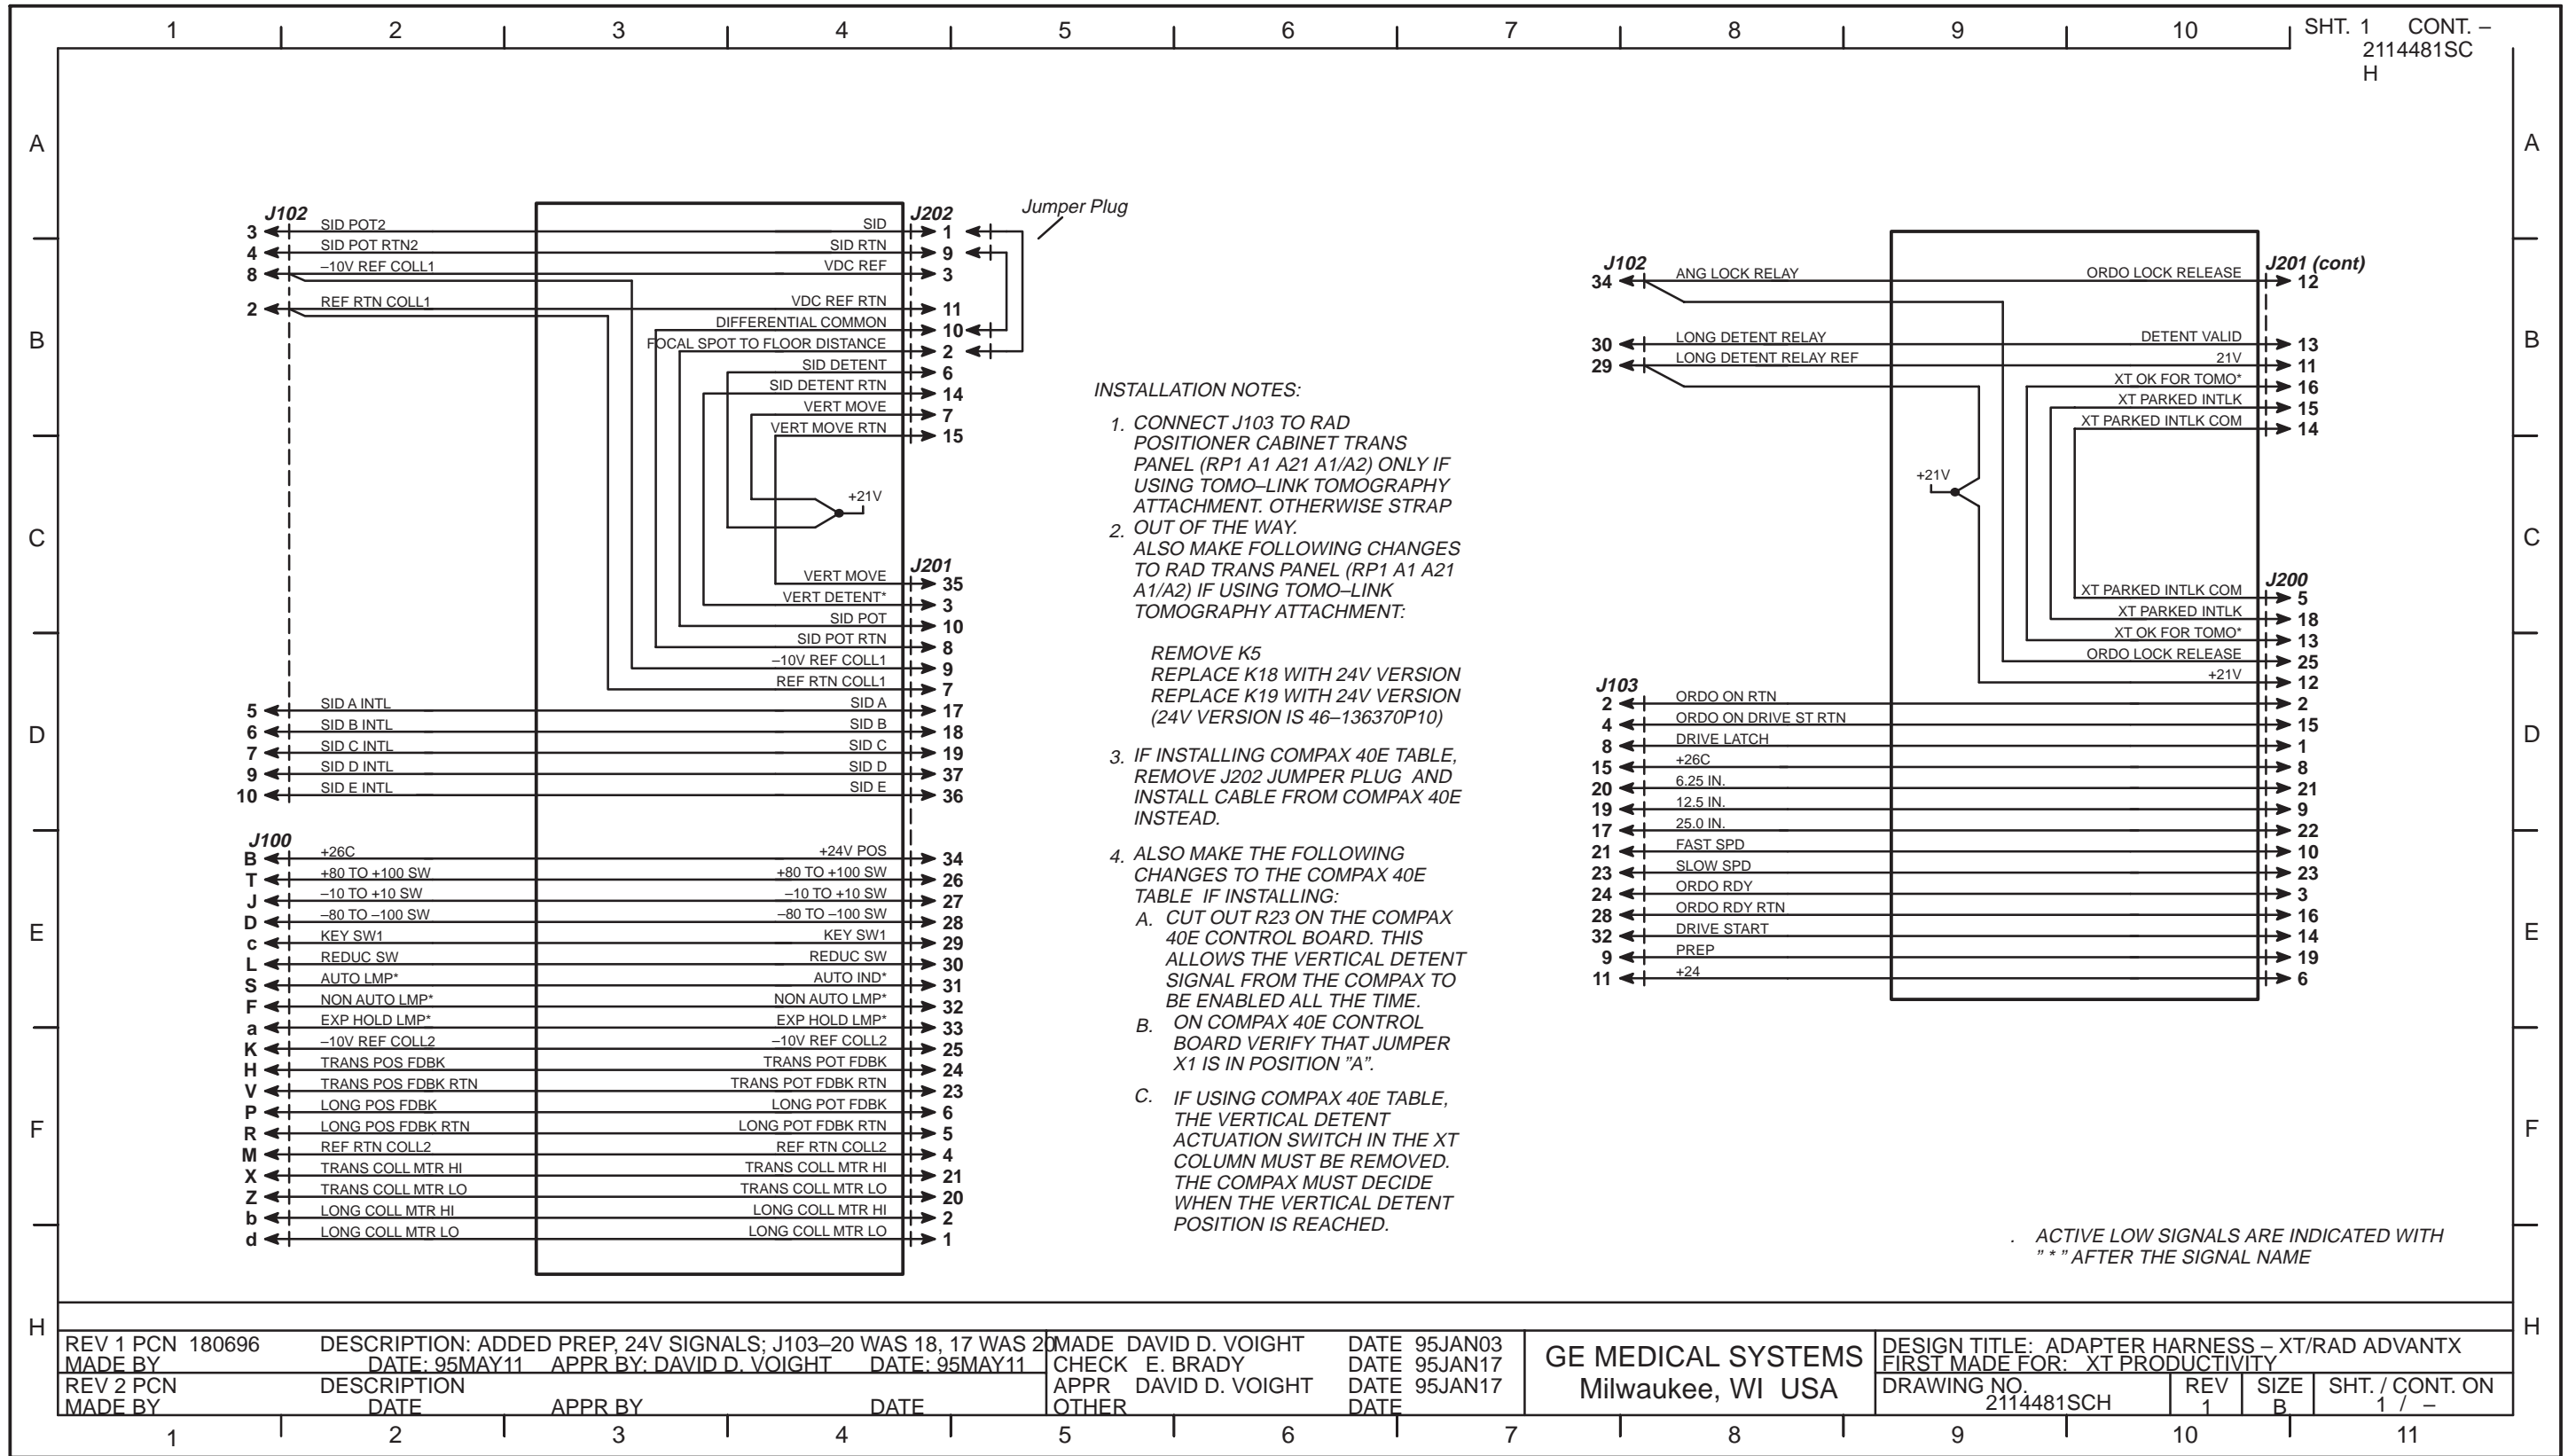 1 2 3 4 5 6 7 8 9 10 SHT. 1 CONT. –
2114481SC
H
A A
B B
C C
D D
E E
F F
H H
J102 J202
3 SID POT2 SID 1
4 SID POT RTN2 SID RTN 9
8 –10V REF COLL1 VDC REF 3
2 REF RTN COLL1 VDC REF RTN 11
DIFFERENTIAL COMMON 10
FOCAL SPOT TO FLOOR DISTANCE 2
SID DETENT 6
SID DETENT RTN 14
VERT MOVE 7
VERT MOVE RTN 15
+21V
J201
VERT MOVE 35
VERT DETENT* 3
SID POT 10
SID POT RTN 8
–10V REF COLL1 9
REF RTN COLL1 7
5 SID A INTL SID A 17
6 SID B INTL SID B 18
7 SID C INTL SID C 19
9 SID D INTL SID D 37
10 SID E INTL SID E 36
J100
B +26C +24V POS 34
T +80 TO +100 SW +80 TO +100 SW 26
J –10 TO +10 SW –10 TO +10 SW 27
D –80 TO –100 SW –80 TO –100 SW 28
c KEY SW1 KEY SW1 29
L REDUC SW REDUC SW 30
S AUTO LMP* AUTO IND* 31
F NON AUTO LMP* NON AUTO LMP* 32
a EXP HOLD LMP* EXP HOLD LMP* 33
K –10V REF COLL2 –10V REF COLL2 25
H TRANS POS FDBK TRANS POT FDBK 24
V TRANS POS FDBK RTN TRANS POT FDBK RTN 23
P LONG POS FDBK LONG POT FDBK 6
R LONG POS FDBK RTN LONG POT FDBK RTN 5
M REF RTN COLL2 REF RTN COLL2 4
X TRANS COLL MTR HI TRANS COLL MTR HI 21
Z TRANS COLL MTR LO TRANS COLL MTR LO 20
b LONG COLL MTR HI LONG COLL MTR HI 2
d LONG COLL MTR LO LONG COLL MTR LO 1
Jumper Plug
INSTALLATION NOTES:
1. CONNECT J103 TO RAD
POSITIONER CABINET TRANS
PANEL (RP1 A1 A21 A1/A2) ONLY IF
USING TOMO–LINK TOMOGRAPHY
ATTACHMENT. OTHERWISE STRAP
2. OUT OF THE WAY.
ALSO MAKE FOLLOWING CHANGES
TO RAD TRANS PANEL (RP1 A1 A21
A1/A2) IF USING TOMO–LINK
TOMOGRAPHY ATTACHMENT:
REMOVE K5
REPLACE K18 WITH 24V VERSION
REPLACE K19 WITH 24V VERSION
(24V VERSION IS 46–136370P10)
3. IF INSTALLING COMPAX 40E TABLE,
REMOVE J202 JUMPER PLUG AND
INSTALL CABLE FROM COMPAX 40E
INSTEAD.
4. ALSO MAKE THE FOLLOWING
CHANGES TO THE COMPAX 40E
TABLE IF INSTALLING:
A. CUT OUT R23 ON THE COMPAX
40E CONTROL BOARD. THIS
ALLOWS THE VERTICAL DETENT
SIGNAL FROM THE COMPAX TO
BE ENABLED ALL THE TIME.
B. ON COMPAX 40E CONTROL
BOARD VERIFY THAT JUMPER
X1 IS IN POSITION "A".
C. IF USING COMPAX 40E TABLE,
THE VERTICAL DETENT
ACTUATION SWITCH IN THE XT
COLUMN MUST BE REMOVED.
THE COMPAX MUST DECIDE
WHEN THE VERTICAL DETENT
POSITION IS REACHED.
J102 J201 (cont)
34 ANG LOCK RELAY ORDO LOCK RELEASE 12
30 LONG DETENT RELAY DETENT VALID 13
29 LONG DETENT RELAY REF 21V 11
XT OK FOR TOMO* 16
XT PARKED INTLK 15
XT PARKED INTLK COM 14
+21V
J200
XT PARKED INTLK COM 5
XT PARKED INTLK 18
XT OK FOR TOMO* 13
ORDO LOCK RELEASE 25
+21V 12
J103
2 ORDO ON RTN 2
4 ORDO ON DRIVE ST RTN 15
8 DRIVE LATCH 1
15 +26C 8
20 6.25 IN. 21
19 12.5 IN. 9
17 25.0 IN. 22
21 FAST SPD 10
23 SLOW SPD 23
24 ORDO RDY 3
28 ORDO RDY RTN 16
32 DRIVE START 14
9 PREP 19
11 +24 6
. ACTIVE LOW SIGNALS ARE INDICATED WITH
" * " AFTER THE SIGNAL NAME
REV 1 PCN 180696 DESCRIPTION: ADDED PREP, 24V SIGNALS; J103–20 WAS 18, 17 WAS 20
MADE BY DATE: 95MAY11 APPR BY: DAVID D. VOIGHT DATE: 95MAY11
REV 2 PCN DESCRIPTION
MADE BY DATE APPR BY DATE
MADE DAVID D. VOIGHT DATE 95JAN03
CHECK E. BRADY DATE 95JAN17
APPR DAVID D. VOIGHT DATE 95JAN17
OTHER DATE
GE MEDICAL SYSTEMS
Milwaukee, WI USA
DESIGN TITLE: ADAPTER HARNESS – XT/RAD ADVANTX
FIRST MADE FOR: XT PRODUCTIVITY
DRAWING NO. REV SIZE SHT. / CONT. ON
2114481SCH 1 B 1 / –
1 2 3 4 5 6 7 8 9 10 11